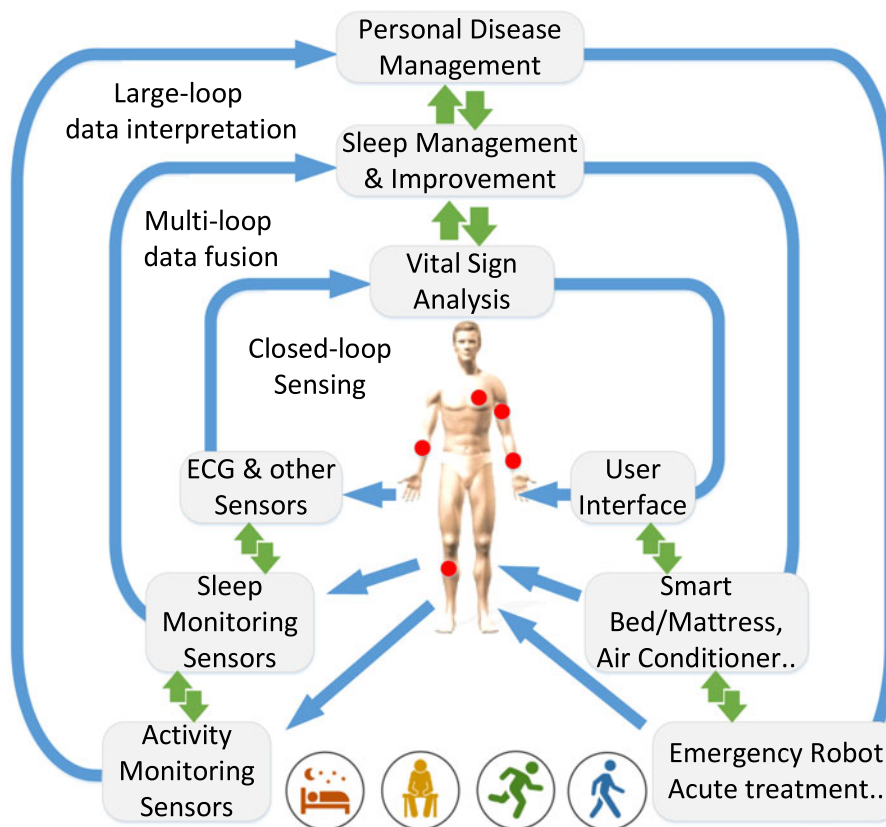 Personal Disease
Management
Large-loop
data interpretation
Sleep Management
& Improvement
Multi-loop
data fusion
Vital Sign
Analysis
Closed-loop
Sensing
ECG & other
Sensors
User
Interface
Sleep
Monitoring
Sensors
Smart
Bed/Mattress,
Air Conditioner..
Activity
Monitoring
Sensors
Emergency Robot
Acute treatment..